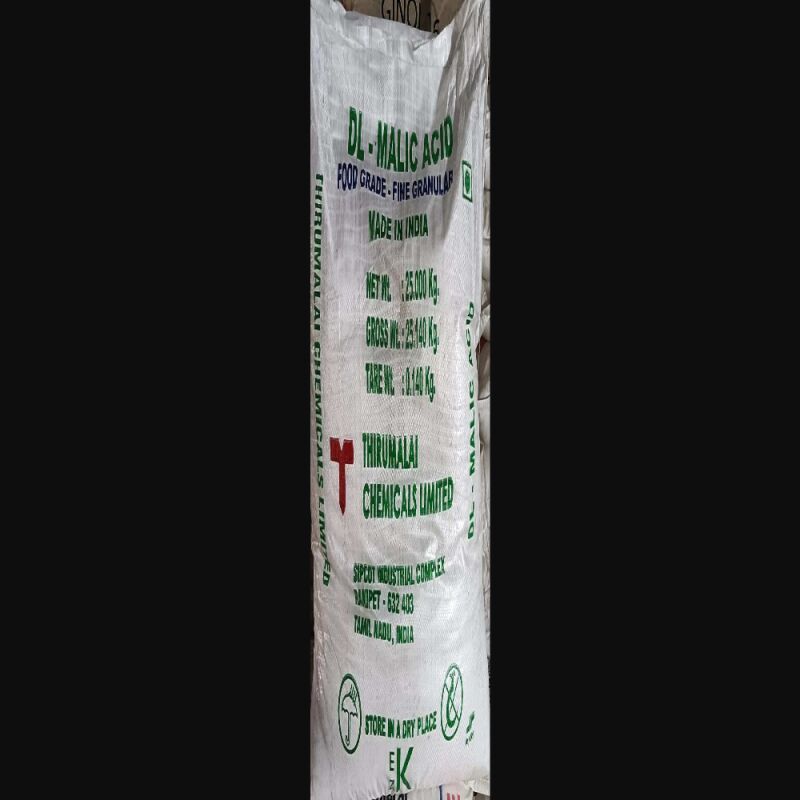 GINOL
DL - MALIC ACID
FOOD GRADE - FINE GRANULAR
MADE IN INDIA
NET Wt. : 25.000 Kg.
GROSS Wt. : 25.140 Kg.
TARE Wt. : 0.140 Kg.
THIRUMALAI
CHEMICALS LIMITED
SIPCOT INDUSTRIAL COMPLEX
RANIPET - 632 403
TAMIL NADU, INDIA
STORE IN A DRY PLACE
E
K
THIRUMALAI CHEMICALS LIMITED
DL - MALIC ACID